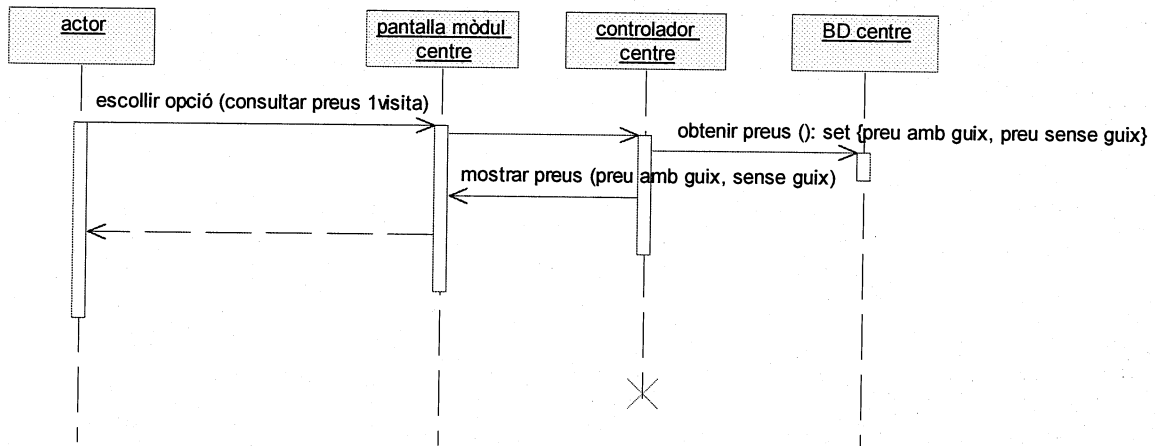 actor
pantalla mòdul
centre
controlador
centre
BD centre
escollir opció (consultar preus 1visita)
obtenir preus (): set {preu amb guix, preu sense guix}
mostrar preus (preu amb guix, sense guix)